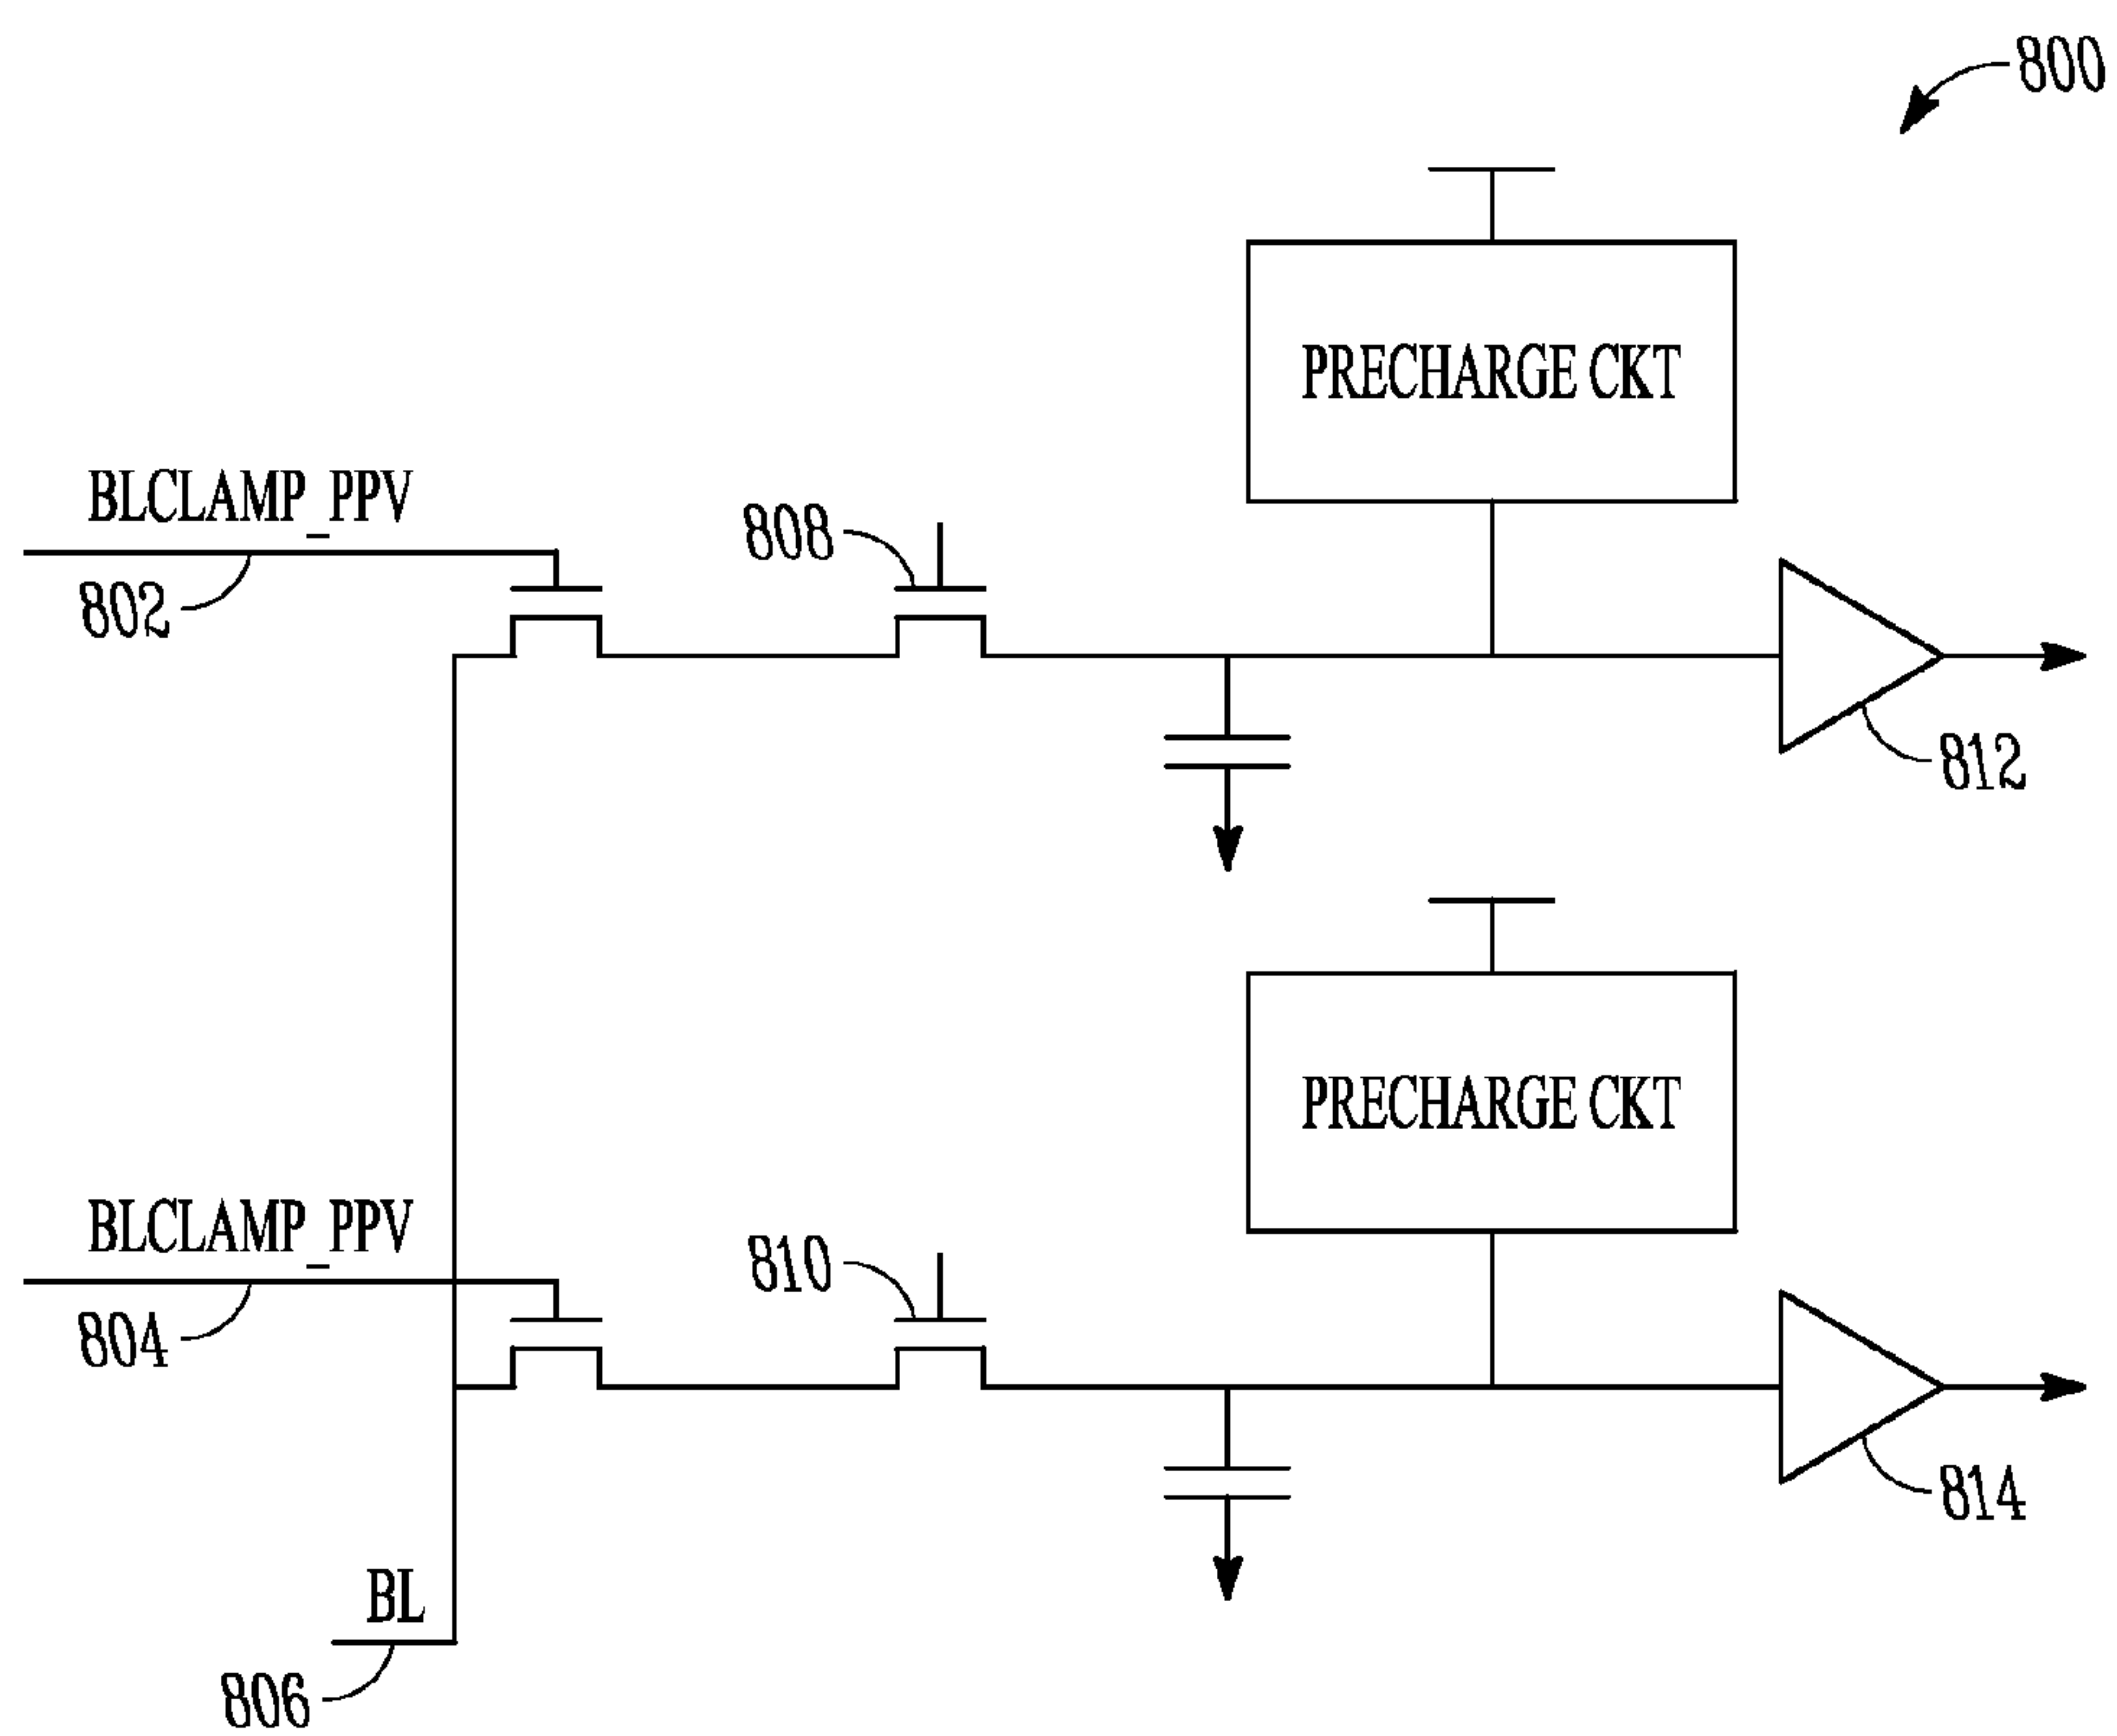 800
PRECHARGE CKT
BLCLAMP_PPV
808
802
812
PRECHARGE CKT
BLCLAMP_PPV
810
804
814
BL
806